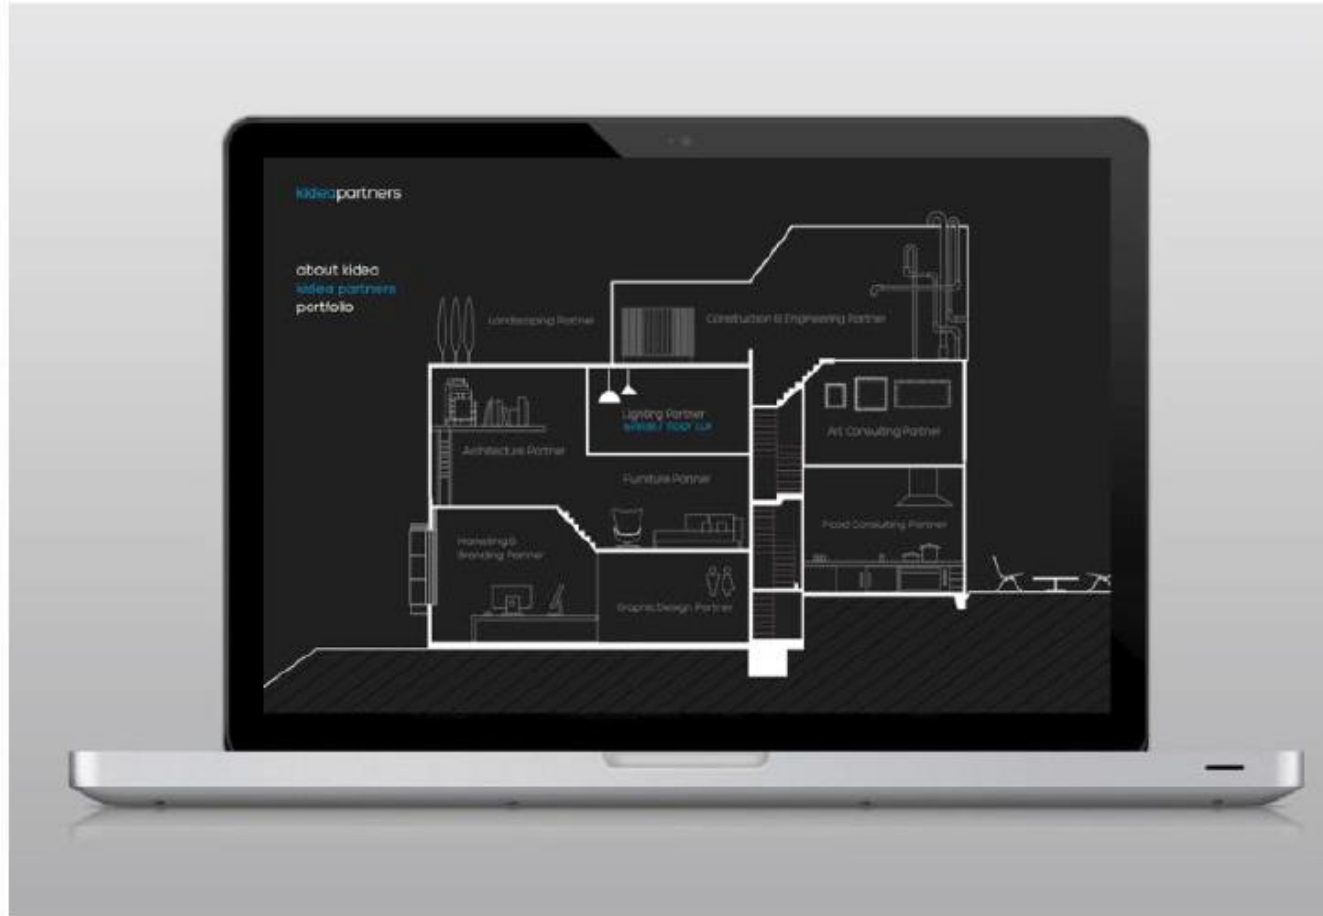 kideapartners
about kidea
kidea partners
portfolio
Landscaping Partner
Construction & Engineering Partner
Lighting Partner
Art Consulting Partner
Architecture Partner
Furniture Partner
Food Consulting Partner
Marketing &
Branding Partner
Graphic Design Partner